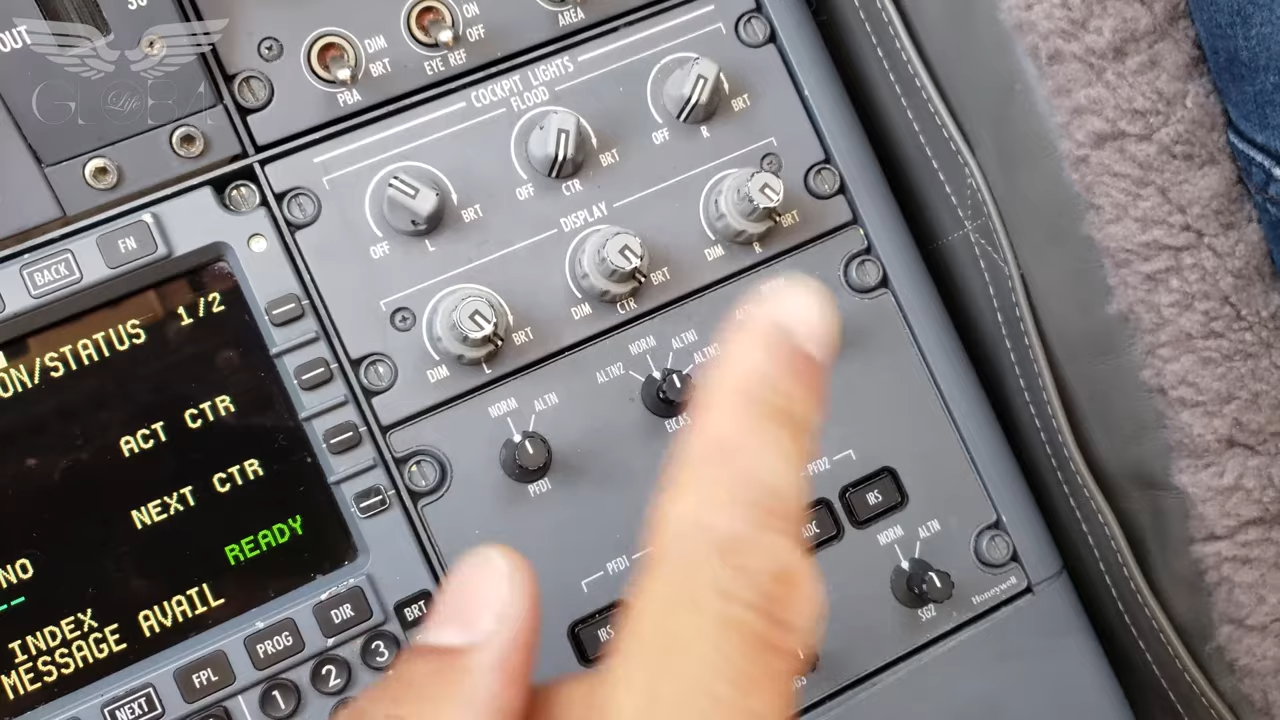 OUT
GLOBAL
Life
DIM
BRT
PBA
ON
OFF
EYE REF
AREA
COCKPIT LIGHTS
FLOOD
OFF
L
BRT
OFF
CTR
BRT
OFF
R
BRT
DISPLAY
DIM
L
BRT
DIM
CTR
BRT
DIM
R
BRT
BACK
FN
ON/STATUS 1/2
ACT CTR
NEXT CTR
READY
NO
--
INDEX
MESSAGE AVAIL
NEXT
FPL
PROG
DIR
BRT
1
2
3
NORM
ALTN
PFD1
ALTN2
NORM
ALTN1
ALTN3
EICAS
PFD1
IRS
PFD2
ADC
IRS
NORM
ALTN
SG2
Honeywell